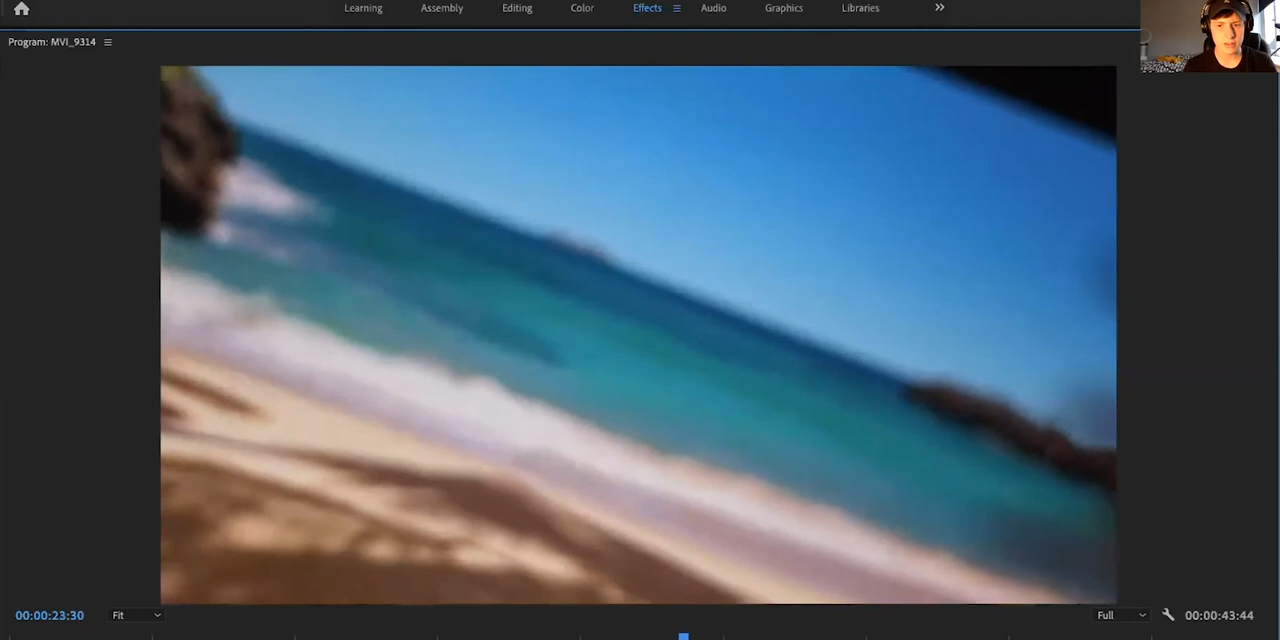 Learning Assembly Editing Color Effects Audio Graphics Libraries
Program: MVI_9314
00:00:23:30 Fit Full 00:00:43:44